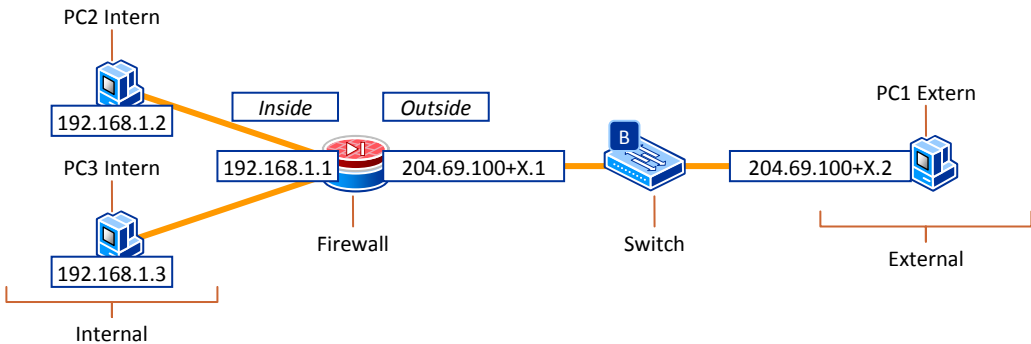 PC2 Intern
192.168.1.2
Inside
Outside
PC1 Extern
B
PC3 Intern
192.168.1.1
204.69.100+X.1
204.69.100+X.2
Firewall
Switch
192.168.1.3
External
Internal